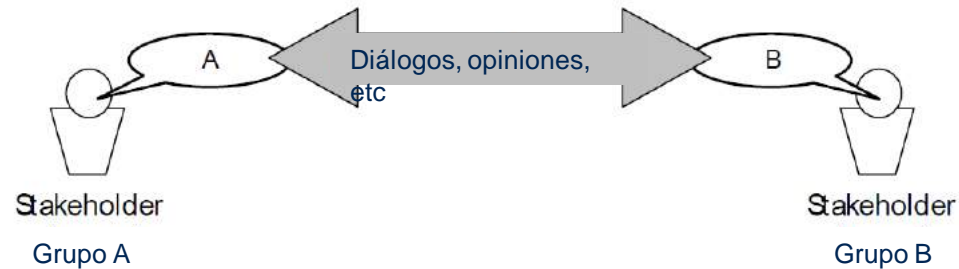 A
Diálogos, opiniones,
etc
B
Stakeholder
Stakeholder
Grupo A
Grupo B